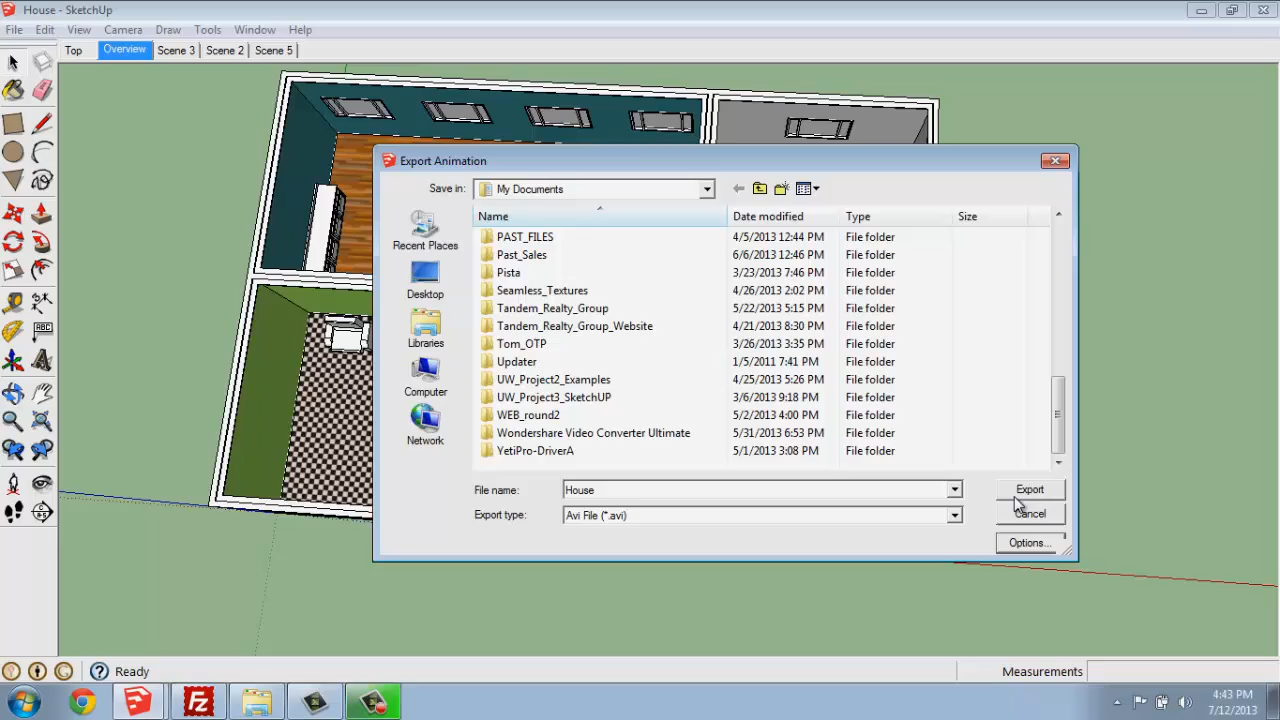 House - SketchUp
File Edit View Camera Draw Tools Window Help
Top Overview Scene 3 Scene 2 Scene 5
Export Animation
Save in: My Documents
Name Date modified Type Size
Recent Places
Desktop
Libraries
Computer
Network
PAST_FILES 4/5/2013 12:44 PM File folder
Past_Sales 6/6/2013 12:46 PM File folder
Pista 3/23/2013 7:46 PM File folder
Seamless_Textures 4/26/2013 2:02 PM File folder
Tandem_Realty_Group 5/22/2013 5:15 PM File folder
Tandem_Realty_Group_Website 4/21/2013 8:30 PM File folder
Tom_OTP 3/26/2013 3:35 PM File folder
Updater 1/5/2011 7:41 PM File folder
UW_Project2_Examples 4/25/2013 5:26 PM File folder
UW_Project3_SketchUP 3/6/2013 9:18 PM File folder
WEB_round2 5/2/2013 4:00 PM File folder
Wondershare Video Converter Ultimate 5/31/2013 6:53 PM File folder
YetiPro-DriverA 5/1/2013 3:08 PM File folder
File name: House Export
Export type: Avi File (*.avi) Cancel
Options...
ABC
Ready Measurements
Fz
4:43 PM
7/12/2013